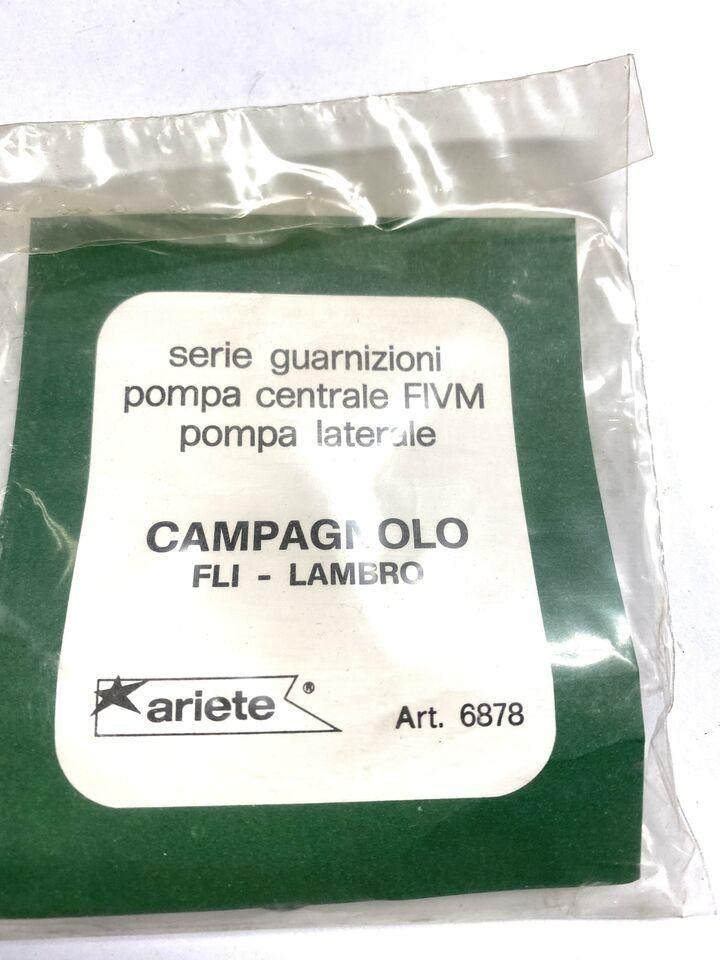 serie guarnizioni
pompa centrale FIVM
pompa laterale
CAMPAGNOLO
FLI - LAMBRO
ariete ®
Art. 6878